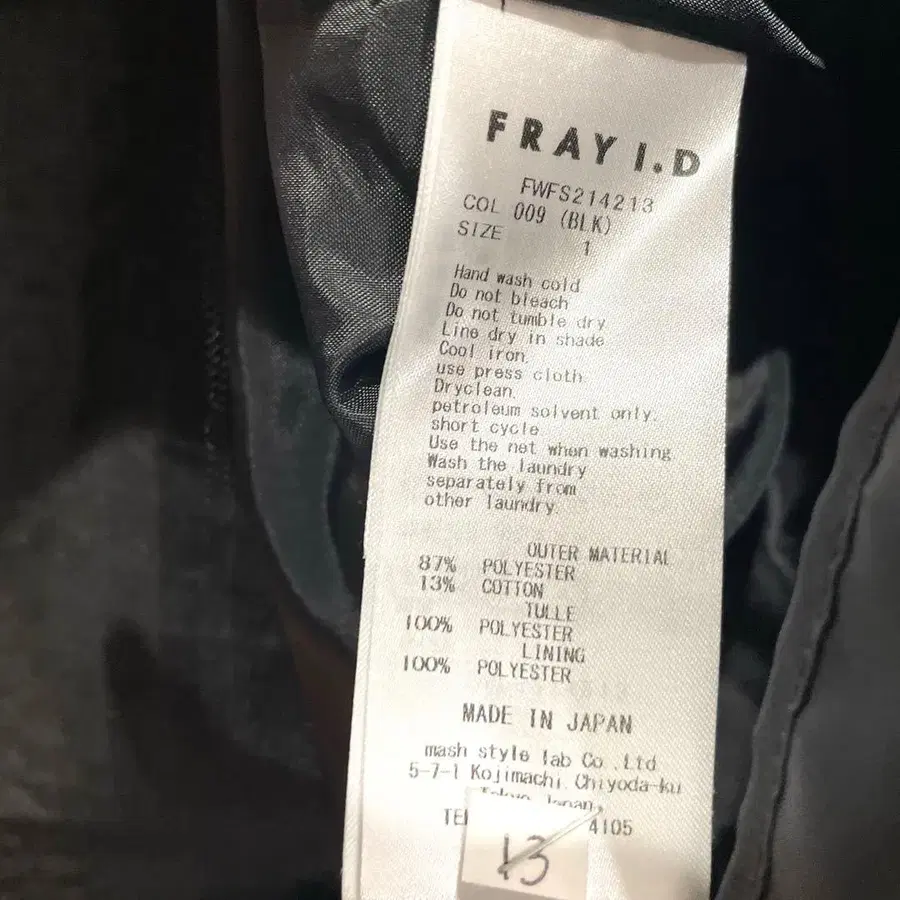 FRAY I.D
FWFS214213
COL 009 (BLK)
SIZE 1
Hand wash cold
Do not bleach
Do not tumble dry
Line dry in shade
Cool iron.
use press cloth
Dryclean.
petroleum solvent only.
short cycle
Use the net when washing
Wash the laundry
separately from
other laundry.
OUTER MATERIAL
87% POLYESTER
13% COTTON
TULLE
100% POLYESTER
LINING
100% POLYESTER
MADE IN JAPAN
mash style lab Co.,Ltd.
5-7-1 Kojimachi, Chiyoda-ku
Tokyo Japan,
TEL 4105
13